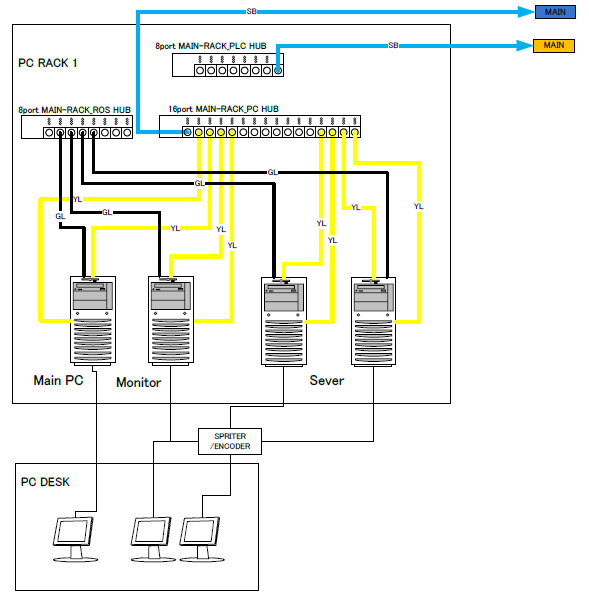 SB
MAIN
8port MAIN-RACK_PLC HUB
SB
MAIN
PC RACK 1
8port MAIN-RACK_ROS HUB
16port MAIN-RACK_PC HUB
GL
GL
YL
GL
GL
YL
YL
YL
YL
YL
YL
YL
Main PC
Monitor
Sever
SPRITER
/ENCODER
PC DESK